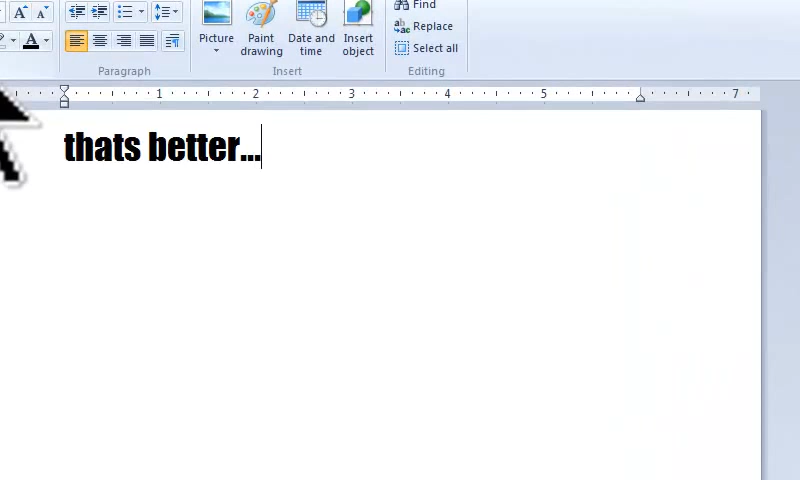 A A Find
Picture Paint drawing Date and time Insert object Replace
A Select all
Paragraph Insert Editing
1 2 3 4 5 7
thats better...